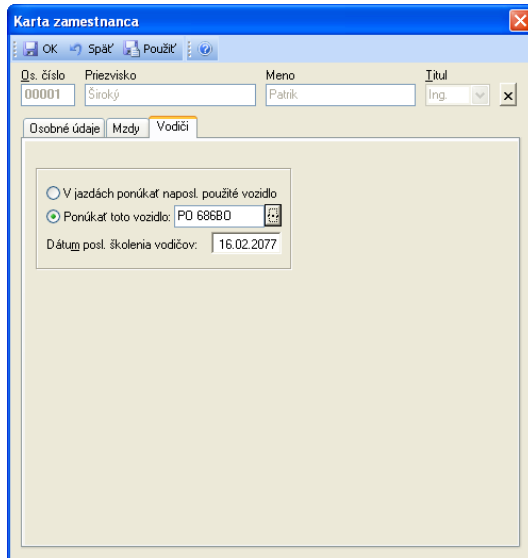 Karta zamestnanca
OK Späť Použiť
Os. číslo Priezvisko Meno Titul
00001 Široký Patrik Ing.
Osobné údaje Mzdy Vodiči
V jazdách ponúkať naposl. použité vozidlo
Ponúkať toto vozidlo: PO 686BO
Dátum posl. školenia vodičov: 16.02.2077